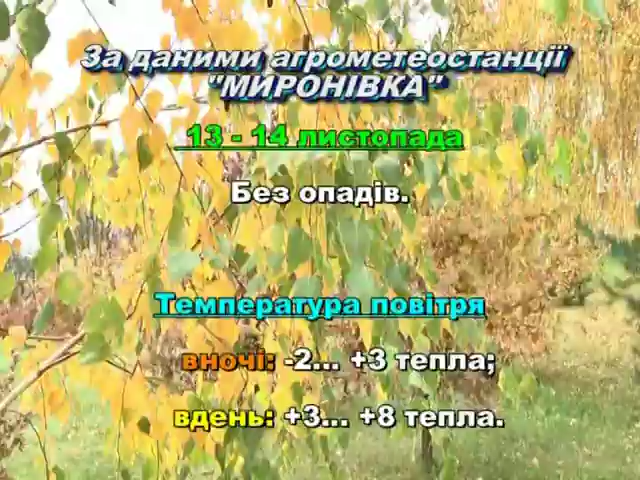 За даними агрометеостанції
"МИРОНІВКА"
13 - 14 листопада
Без опадів.
Температура повітря
вночі: -2... +3 тепла;
вдень: +3... +8 тепла.